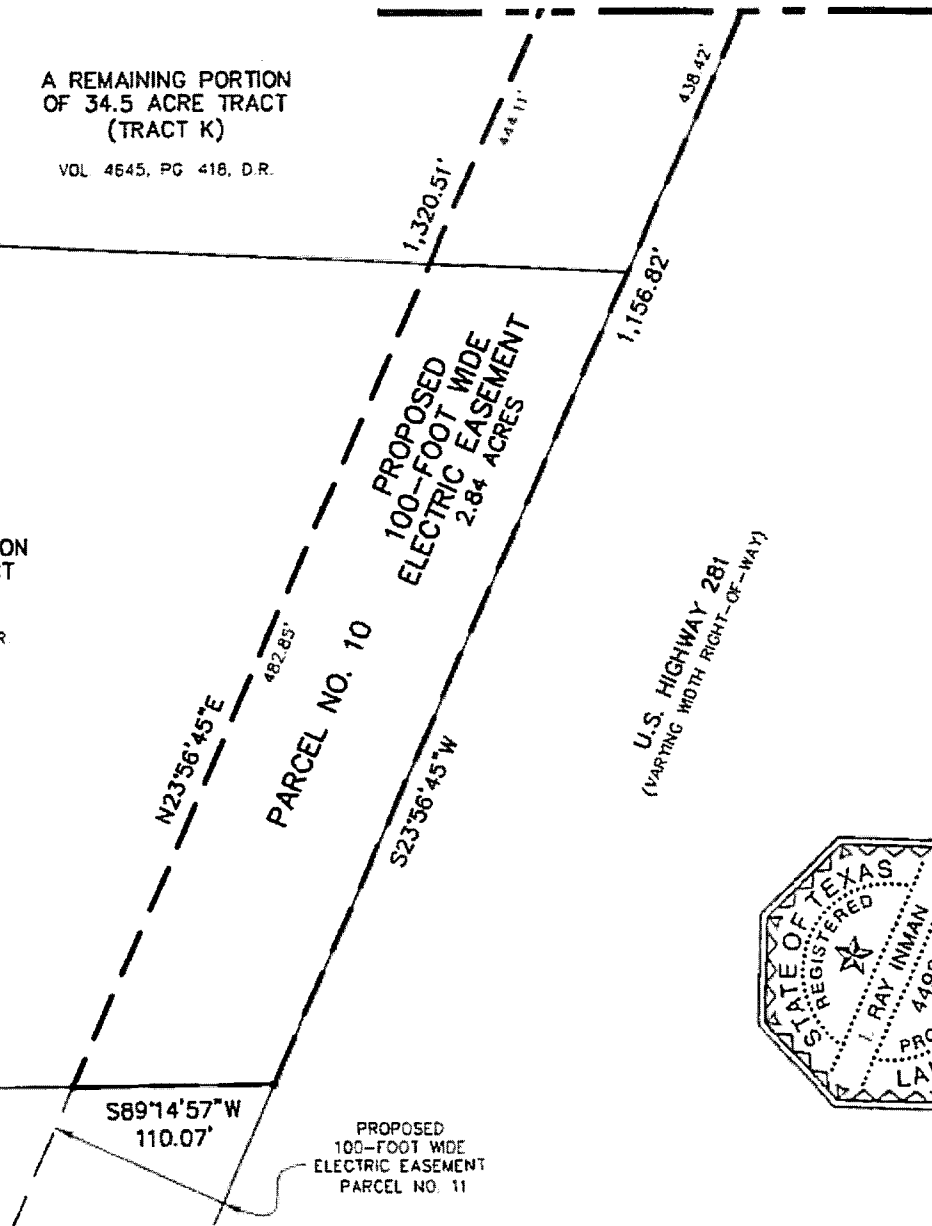 A REMAINING PORTION
OF 34.5 ACRE TRACT
(TRACT K)
VOL 4645, PG 418, D.R.
444.11'
438.42'
1,320.51'
1,156.82'
PROPOSED
100-FOOT WIDE
ELECTRIC EASEMENT
2.84 ACRES
ON
CT
R
482.85'
PARCEL NO. 10
N23°56'45"E
S23°56'45"W
U.S. HIGHWAY 281
(VARYING WIDTH RIGHT-OF-WAY)
STATE OF TEXAS
REGISTERED
RAY INMAN
PRO
LA
S89°14'57"W
110.07'
PROPOSED
100-FOOT WIDE
ELECTRIC EASEMENT
PARCEL NO. 11